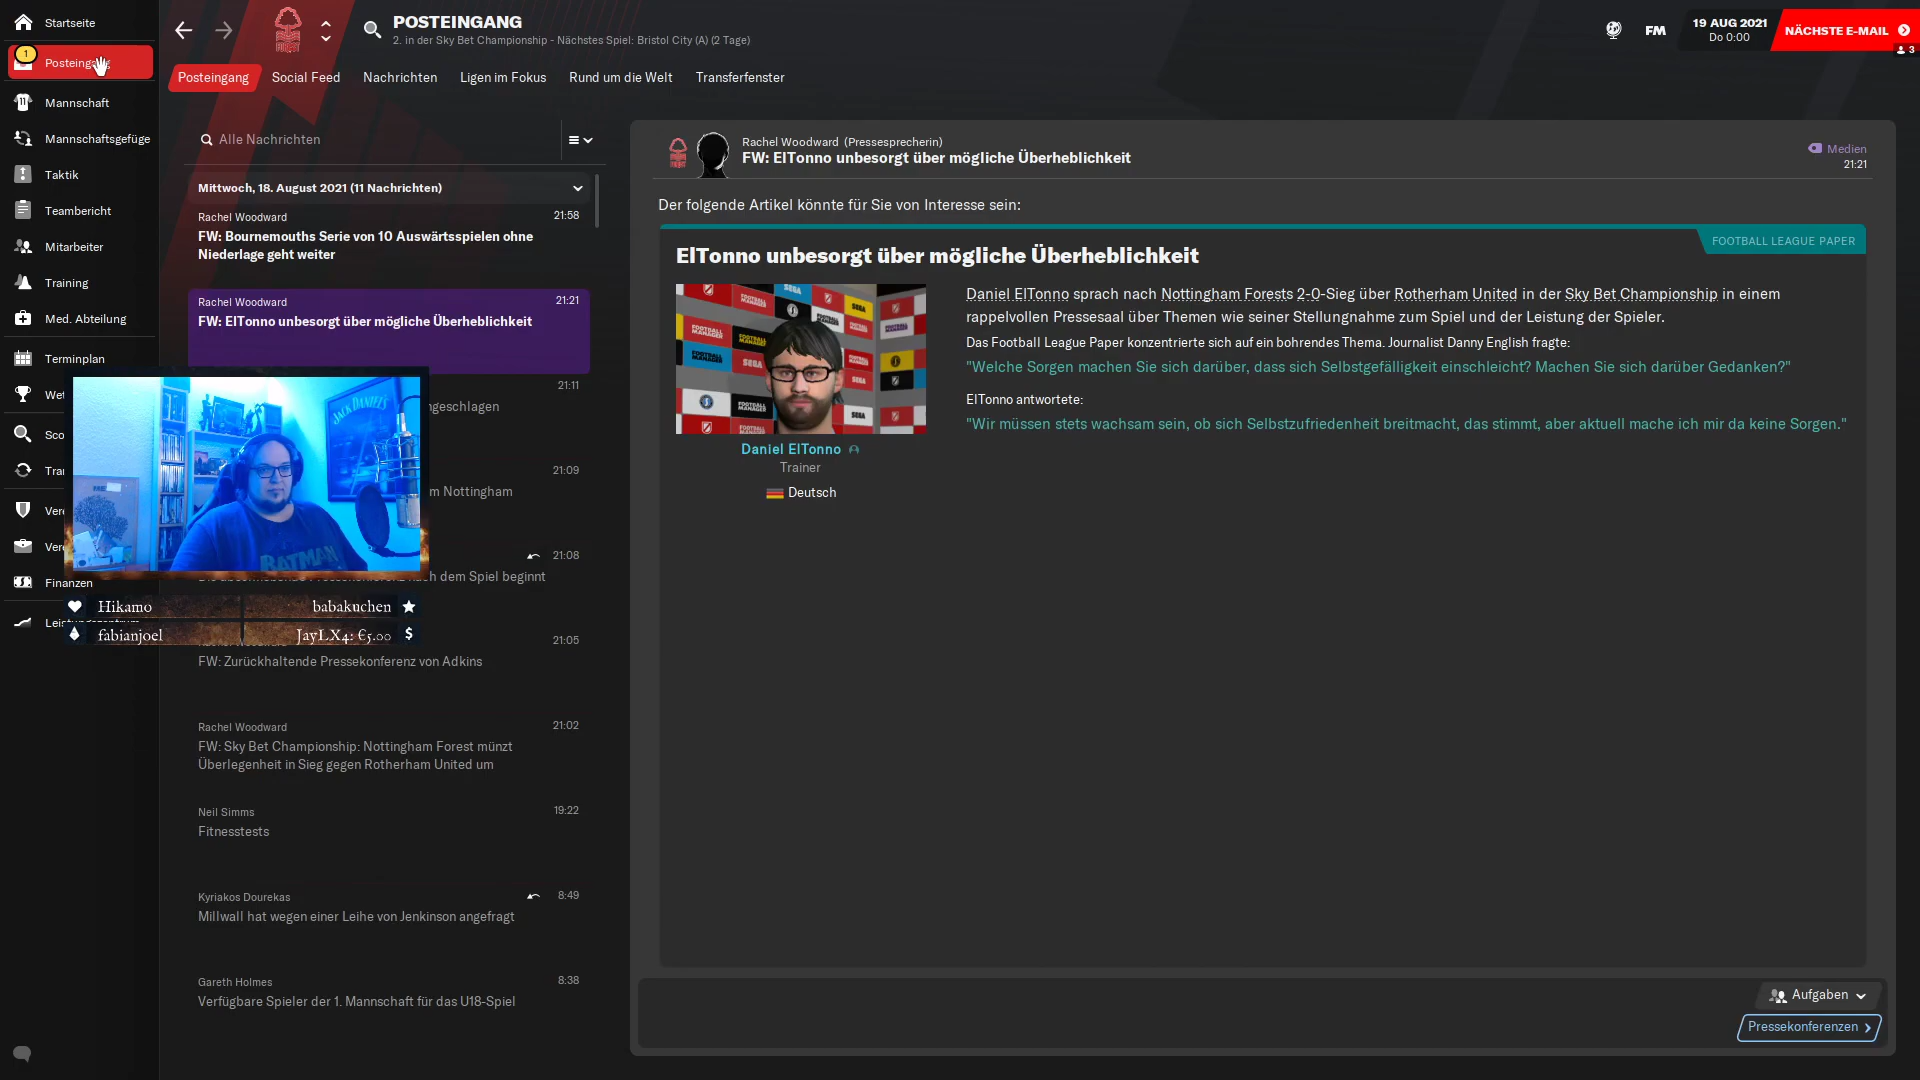 Startseite
1
Posteingang
Mannschaft
Mannschaftsgefüge
Taktik
Teambericht
Mitarbeiter
Training
Med. Abteilung
Terminplan
Finanzen
POSTEINGANG
2. in der Sky Bet Championship - Nächstes Spiel: Bristol City (A) (2 Tage)
FM
19 AUG 2021
Do 0:00
NÄCHSTE E-MAIL
3
Posteingang
Social Feed
Nachrichten
Ligen im Fokus
Rund um die Welt
Transferfenster
Alle Nachrichten
Mittwoch, 18. August 2021 (11 Nachrichten)
Rachel Woodward 21:58
FW: Bournemouths Serie von 10 Auswärtsspielen ohne
Niederlage geht weiter
Rachel Woodward 21:21
FW: ElTonno unbesorgt über mögliche Überheblichkeit
21:11
ngeschlagen
21:09
m Nottingham
21:08
dem Spiel beginnt
21:05
FW: Zurückhaltende Pressekonferenz von Adkins
Rachel Woodward 21:02
FW: Sky Bet Championship: Nottingham Forest münzt
Überlegenheit in Sieg gegen Rotherham United um
Neil Simms 19:22
Fitnesstests
Kyriakos Dourekas 8:49
Millwall hat wegen einer Leihe von Jenkinson angefragt
Gareth Holmes 8:38
Verfügbare Spieler der 1. Mannschaft für das U18-Spiel
JACK DANIEL'S
BATMAN
Hikamo
babakuchen
fabianjoel
JayLX4: €5.00
Rachel Woodward (Pressesprecherin)
FW: ElTonno unbesorgt über mögliche Überheblichkeit
Medien
21:21
Der folgende Artikel könnte für Sie von Interesse sein:
FOOTBALL LEAGUE PAPER
ElTonno unbesorgt über mögliche Überheblichkeit
Daniel ElTonno
Trainer
Deutsch
Daniel ElTonno sprach nach Nottingham Forests 2-0-Sieg über Rotherham United in der Sky Bet Championship in einem
rappelvollen Pressesaal über Themen wie seiner Stellungnahme zum Spiel und der Leistung der Spieler.
Das Football League Paper konzentrierte sich auf ein bohrendes Thema. Journalist Danny English fragte:
"Welche Sorgen machen Sie sich darüber, dass sich Selbstgefälligkeit einschleicht? Machen Sie sich darüber Gedanken?"
ElTonno antwortete:
"Wir müssen stets wachsam sein, ob sich Selbstzufriedenheit breitmacht, das stimmt, aber aktuell mache ich mir da keine Sorgen."
Aufgaben
Pressekonferenzen